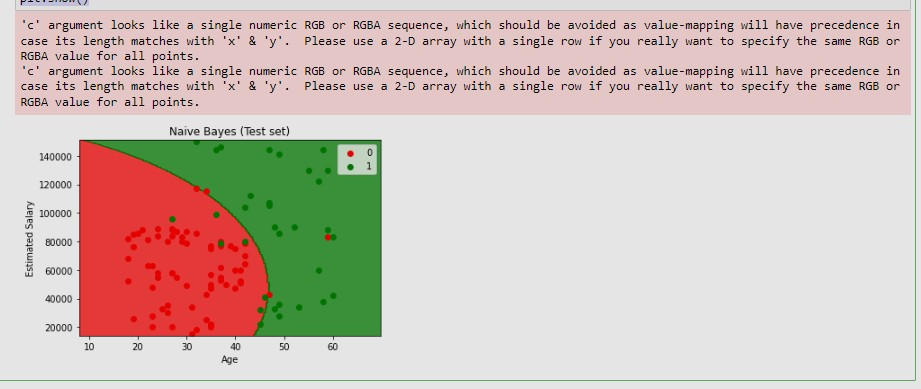 plt.show()
'c' argument looks like a single numeric RGB or RGBA sequence, which should be avoided as value-mapping will have precedence in
case its length matches with 'x' & 'y'.  Please use a 2-D array with a single row if you really want to specify the same RGB or
RGBA value for all points.
'c' argument looks like a single numeric RGB or RGBA sequence, which should be avoided as value-mapping will have precedence in
case its length matches with 'x' & 'y'.  Please use a 2-D array with a single row if you really want to specify the same RGB or
RGBA value for all points.
Naive Bayes (Test set)
0
1
140000
120000
100000
80000
60000
40000
20000
Estimated Salary
10 20 30 40 50 60
Age